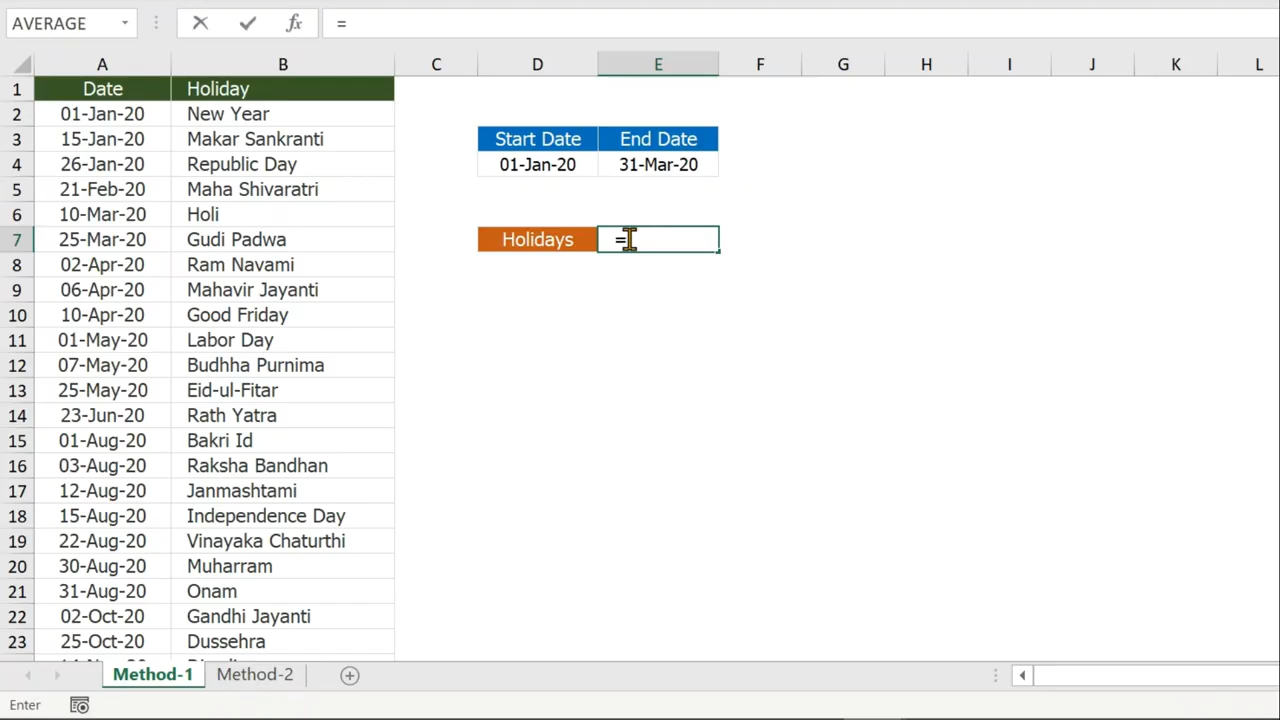 AVERAGE fx =
A B C D E F G H I J K L
1 Date Holiday
2 01-Jan-20 New Year
3 15-Jan-20 Makar Sankranti Start Date End Date
4 26-Jan-20 Republic Day 01-Jan-20 31-Mar-20
5 21-Feb-20 Maha Shivaratri
6 10-Mar-20 Holi
7 25-Mar-20 Gudi Padwa Holidays =
8 02-Apr-20 Ram Navami
9 06-Apr-20 Mahavir Jayanti
10 10-Apr-20 Good Friday
11 01-May-20 Labor Day
12 07-May-20 Budhha Purnima
13 25-May-20 Eid-ul-Fitar
14 23-Jun-20 Rath Yatra
15 01-Aug-20 Bakri Id
16 03-Aug-20 Raksha Bandhan
17 12-Aug-20 Janmashtami
18 15-Aug-20 Independence Day
19 22-Aug-20 Vinayaka Chaturthi
20 30-Aug-20 Muharram
21 31-Aug-20 Onam
22 02-Oct-20 Gandhi Jayanti
23 25-Oct-20 Dussehra
Method-1 Method-2
Enter